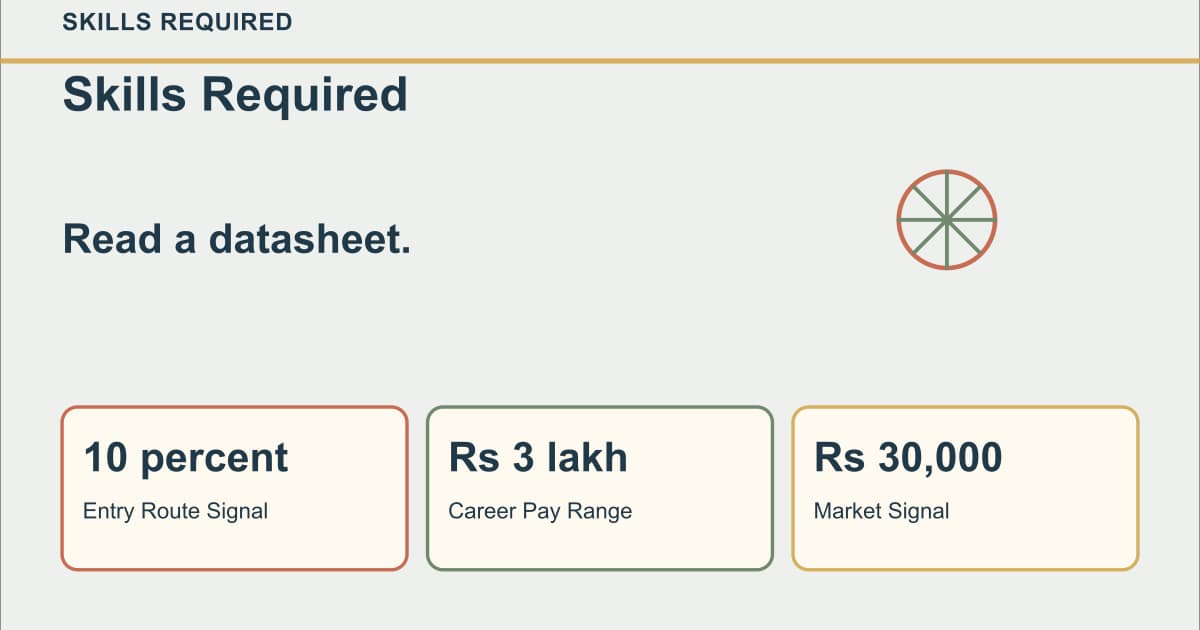 SKILLS REQUIRED
Skills Required
Read a datasheet.
10 percent
Entry Route Signal
Rs 3 lakh
Career Pay Range
Rs 30,000
Market Signal